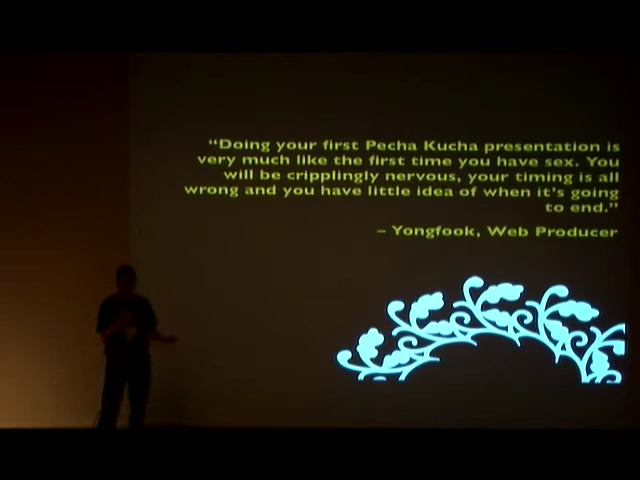 “Doing your first Pecha Kucha presentation is
very much like the first time you have sex. You
will be cripplingly nervous, your timing is all
wrong and you have little idea of when it’s going
to end.”
– Yongfook, Web Producer